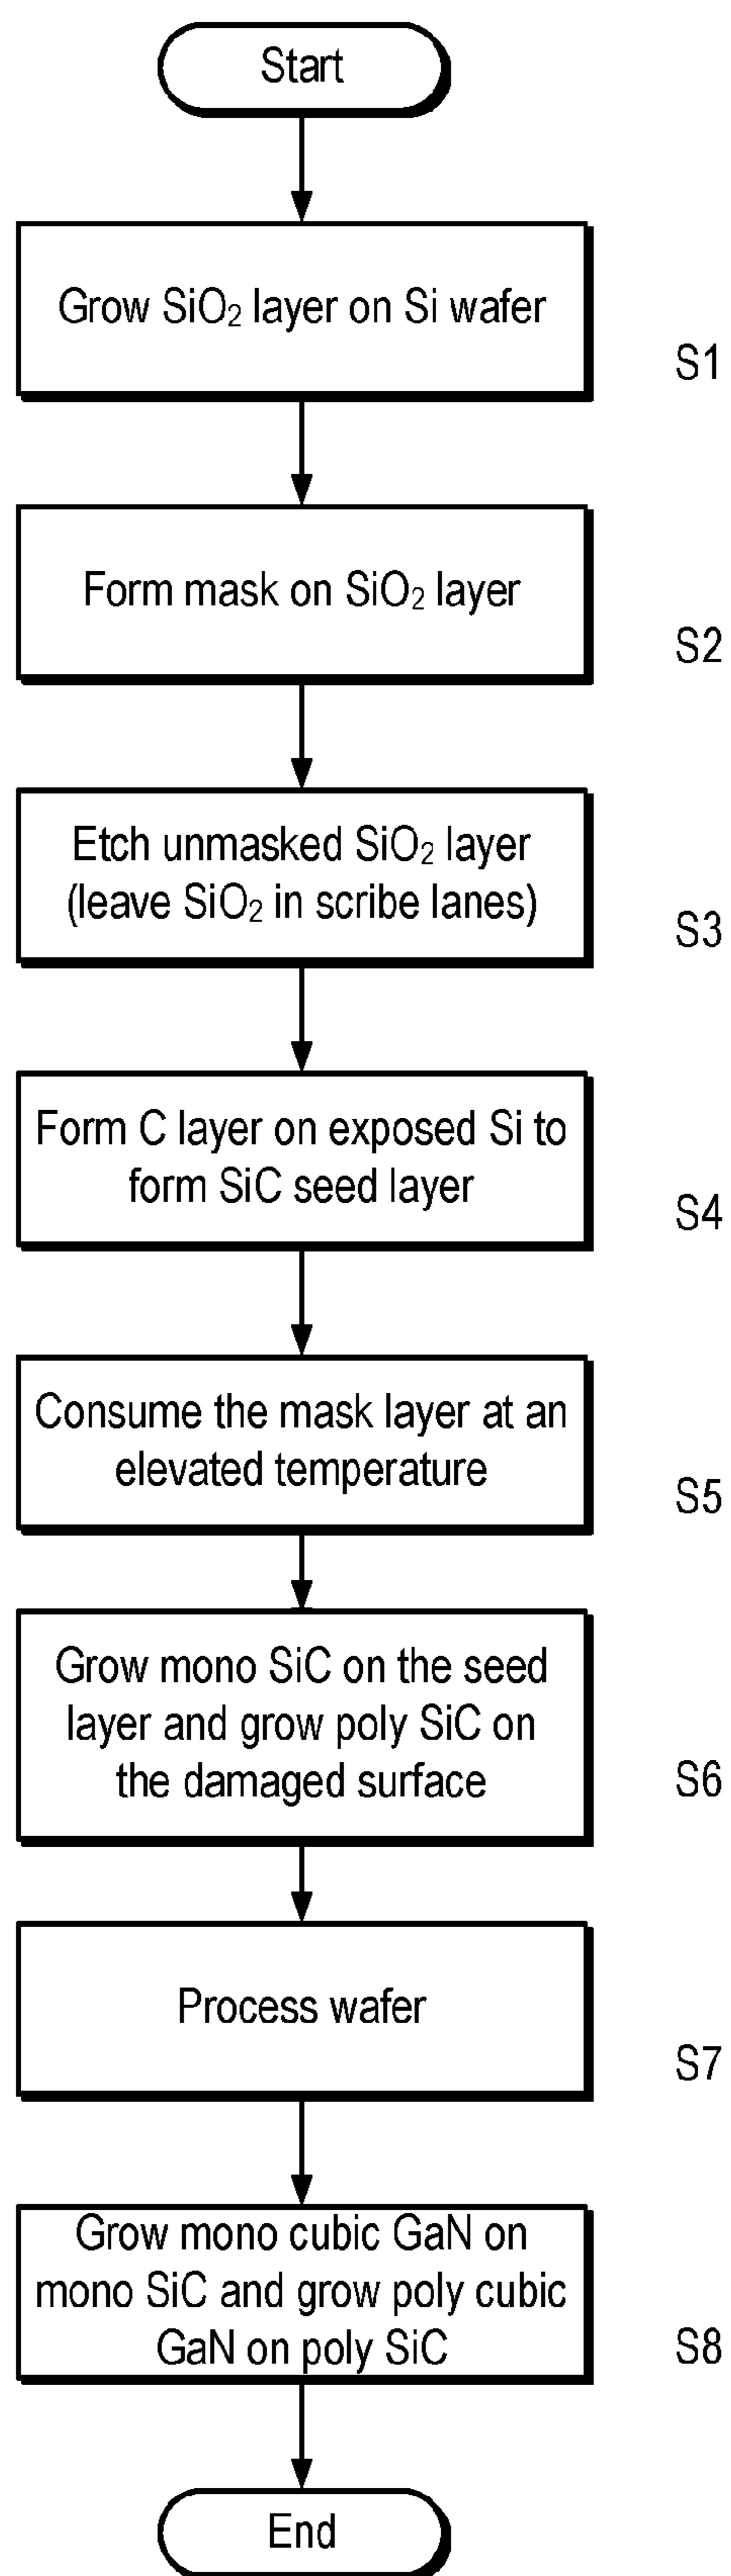 Start
Grow SiO₂ layer on Si wafer
S1
Form mask on SiO₂ layer
S2
Etch unmasked SiO₂ layer
(leave SiO₂ in scribe lanes)
S3
Form C layer on exposed Si to
form SiC seed layer
S4
Consume the mask layer at an
elevated temperature
S5
Grow mono SiC on the seed
layer and grow poly SiC on
the damaged surface
S6
Process wafer
S7
Grow mono cubic GaN on
mono SiC and grow poly cubic
GaN on poly SiC
S8
End